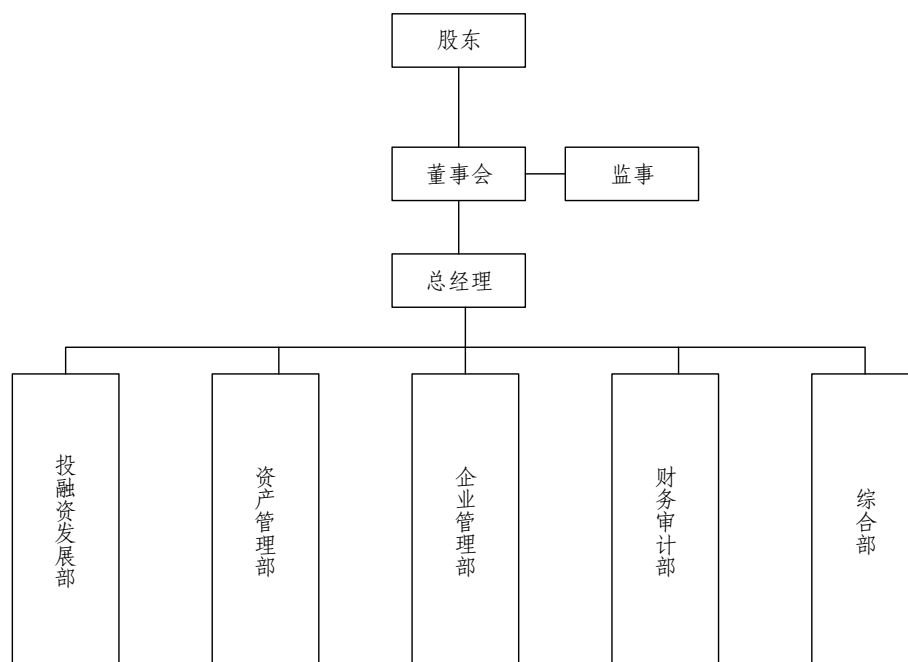 股东
董事会
监事
总经理
投融资发展部
资产管理部
企业管理部
财务审计部
综合部